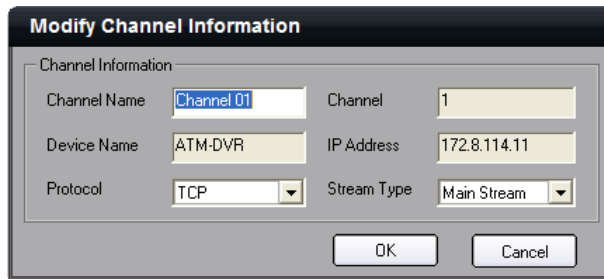 Modify Channel Information
Channel Information
Channel Name Channel 01 Channel 1
Device Name ATM-DVR IP Address 172.8.114.11
Protocol TCP Stream Type Main Stream
OK Cancel